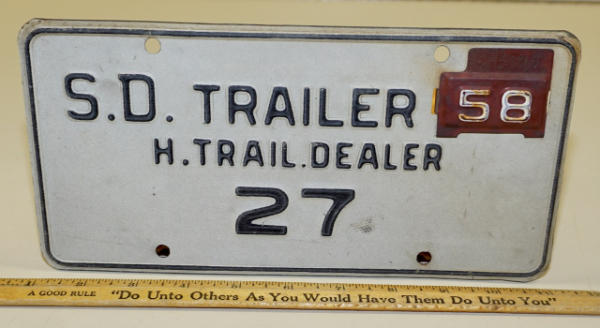 S.D. TRAILER 58
H.TRAIL.DEALER
27
A GOOD RULE "Do Unto Others As You Would Have Them Do Unto You"